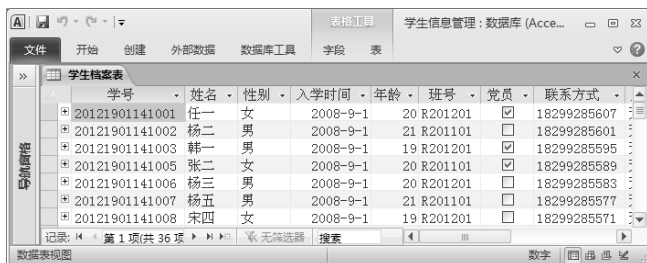 表格工具 学生信息管理 : 数据库 (Acce...
文件 开始 创建 外部数据 数据库工具 字段 表
学生档案表
学号 姓名 性别 入学时间 年龄 班号 党员 联系方式
20121901141001 任一 女 2008-9-1 20 R201201 18299285607
20121901141002 杨二 男 2008-9-1 21 R201101 18299285601
20121901141003 韩一 男 2008-9-1 19 R201201 18299285595
20121901141005 张二 女 2008-9-1 21 R201101 18299285589
20121901141006 杨三 男 2008-9-1 20 R201201 18299285583
20121901141007 杨五 男 2008-9-1 21 R201101 18299285577
20121901141008 宋四 女 2008-9-1 19 R201201 18299285571
导航窗格
记录: 第 1 项(共 36 项 无筛选器 搜索
数据表视图 数字